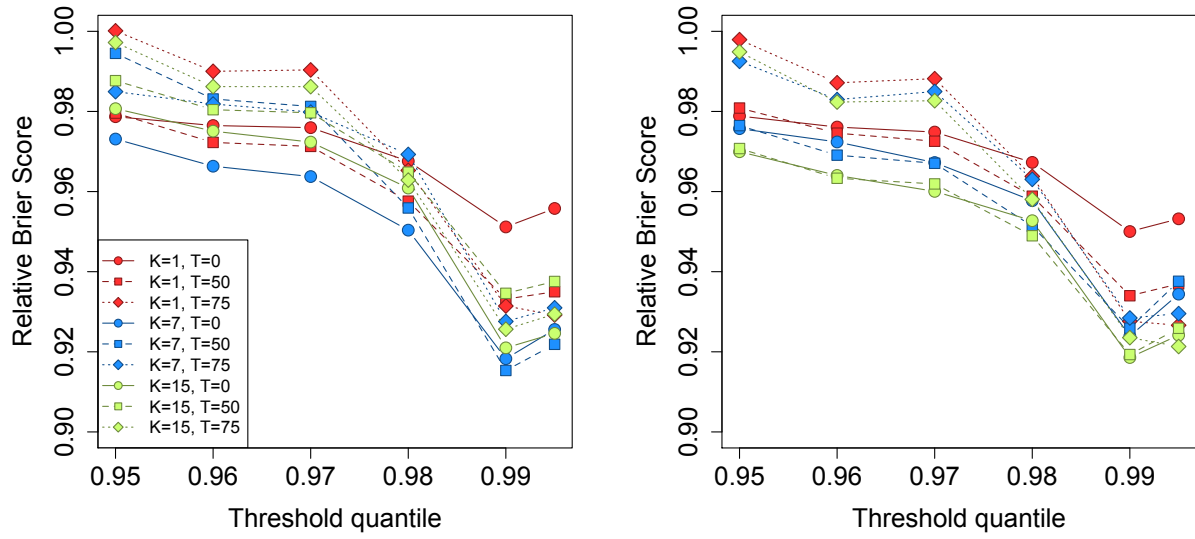 Relative Brier Score
1.00
0.98
0.96
0.94
0.92
0.90
K=1, T=0
K=1, T=50
K=1, T=75
K=7, T=0
K=7, T=50
K=7, T=75
K=15, T=0
K=15, T=50
K=15, T=75
0.95 0.96 0.97 0.98 0.99
Threshold quantile
Relative Brier Score
1.00
0.98
0.96
0.94
0.92
0.90
0.95 0.96 0.97 0.98 0.99
Threshold quantile